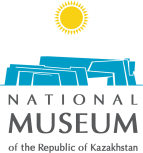 NATIONAL
MUSEUM
of the Republic of Kazakhstan